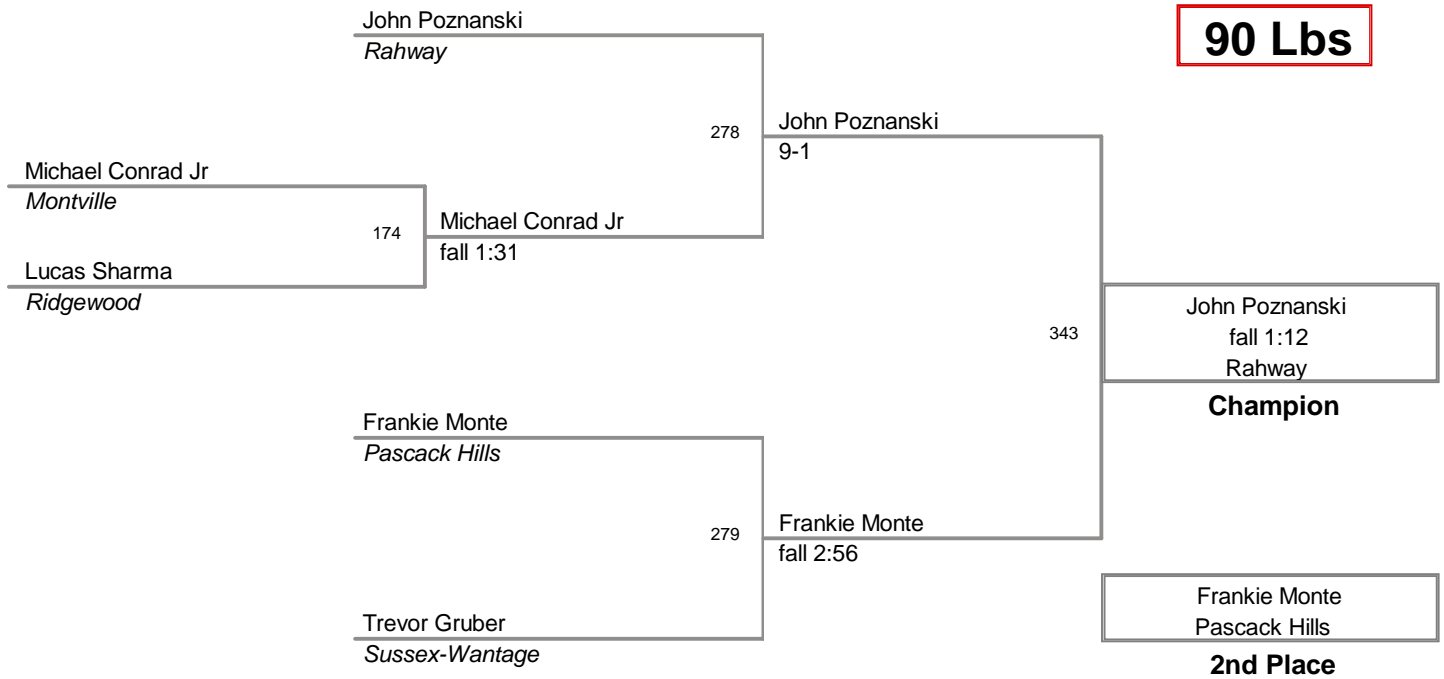 John Poznanski
Rahway
90 Lbs
278
John Poznanski
9-1
Michael Conrad Jr
Montville
174
Michael Conrad Jr
fall 1:31
Lucas Sharma
Ridgewood
343
John Poznanski
fall 1:12
Rahway
Champion
Frankie Monte
Pascack Hills
279
Frankie Monte
fall 2:56
Trevor Gruber
Sussex-Wantage
Frankie Monte
Pascack Hills
2nd Place